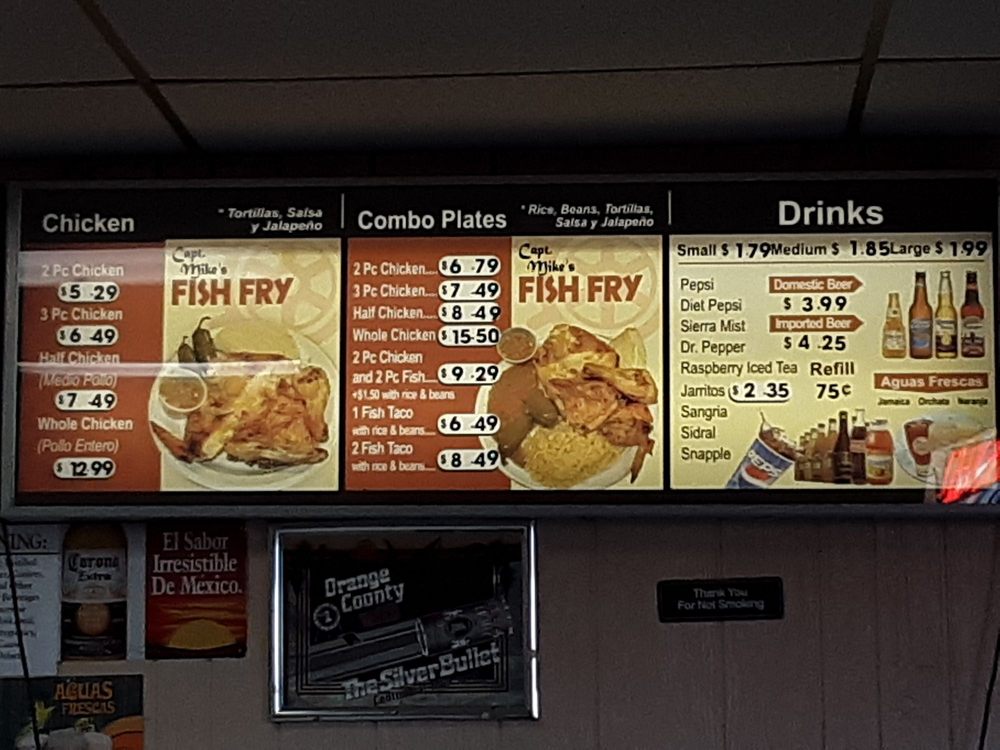 Chicken
* Tortillas, Salsa
y Jalapeño
2 Pc Chicken
$5 .29
3 Pc Chicken
$6 .49
Half Chicken
(Medio Pollo)
$7 .49
Whole Chicken
(Pollo Entero)
$ 12.99
Capt.
Mike's
FISH FRY
Combo Plates
* Rice, Beans, Tortillas,
Salsa y Jalapeño
2 Pc Chicken.... $6 .79
3 Pc Chicken.... $7 .49
Half Chicken.... $8 .49
Whole Chicken $15.50
2 Pc Chicken
and 2 Pc Fish... $9 .29
+$1.50 with rice & beans
1 Fish Taco
with rice & beans... $6 .49
2 Fish Taco
with rice & beans... $8 .49
Capt.
Mike's
FISH FRY
Drinks
Small $ 1.79 Medium $ 1.85 Large $ 1.99
Pepsi
Diet Pepsi
Sierra Mist
Dr. Pepper
Raspberry Iced Tea
Jarritos $2 .35
Sangria
Sidral
Snapple
Domestic Beer
$ 3.99
Imported Beer
$ 4.25
Refill
75¢
Aguas Frescas
Jamaica Orchata Naranja
PEPSI
NING:
Corona
Extra
El Sabor
Irresistible
De México.
Orange
County
The Silver Bullet
Thank You
For Not Smoking
AGUAS
FRESCAS